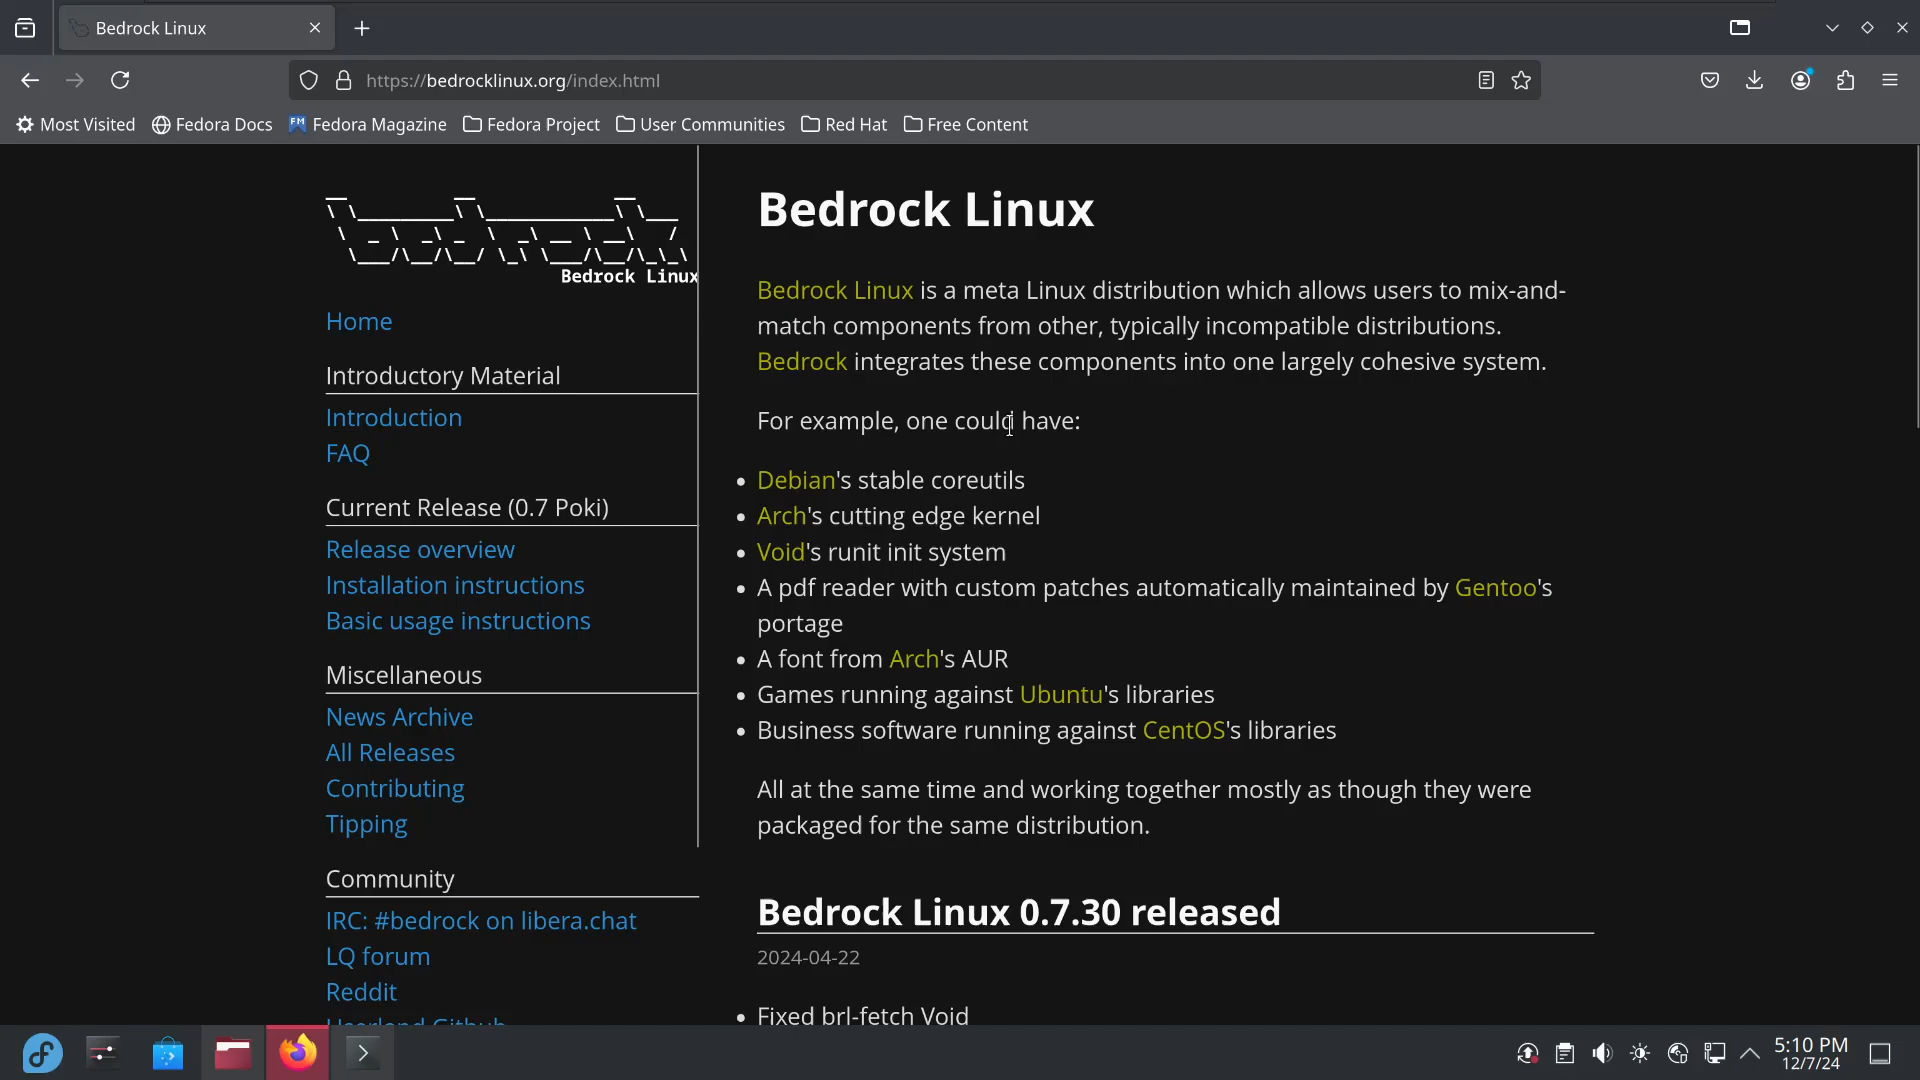 Bedrock Linux
https://bedrocklinux.org/index.html
Most Visited
Fedora Docs
Fedora Magazine
Fedora Project
User Communities
Red Hat
Free Content
Bedrock Linux
Home
Introductory Material
Introduction
FAQ
Current Release (0.7 Poki)
Release overview
Installation instructions
Basic usage instructions
Miscellaneous
News Archive
All Releases
Contributing
Tipping
Community
IRC: #bedrock on libera.chat
LQ forum
Reddit
Userland Github
Bedrock Linux
Bedrock Linux is a meta Linux distribution which allows users to mix-and-
match components from other, typically incompatible distributions.
Bedrock integrates these components into one largely cohesive system.
For example, one could have:
• Debian's stable coreutils
• Arch's cutting edge kernel
• Void's runit init system
• A pdf reader with custom patches automatically maintained by Gentoo's
portage
• A font from Arch's AUR
• Games running against Ubuntu's libraries
• Business software running against CentOS's libraries
All at the same time and working together mostly as though they were
packaged for the same distribution.
Bedrock Linux 0.7.30 released
2024-04-22
• Fixed brl-fetch Void
5:10 PM
12/7/24